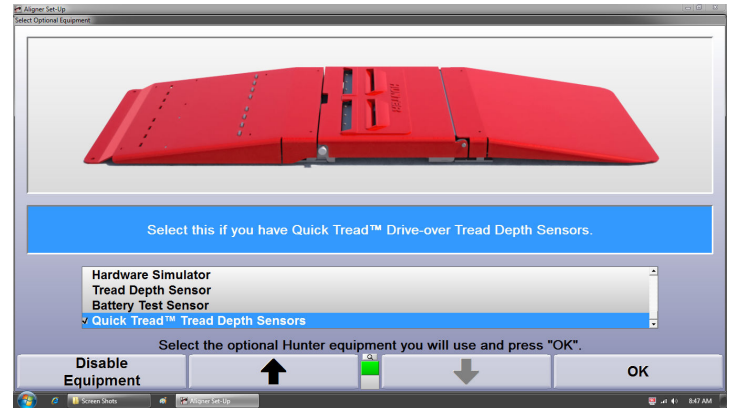 Aligner Set-Up
Select Optional Equipment
HUNTER
Select this if you have Quick Tread™ Drive-over Tread Depth Sensors.
Hardware Simulator
Tread Depth Sensor
Battery Test Sensor
Quick Tread™ Tread Depth Sensors
Select the optional Hunter equipment you will use and press "OK".
Disable
Equipment
OK
Screen Shots
Aligner Set-Up
8:47 AM